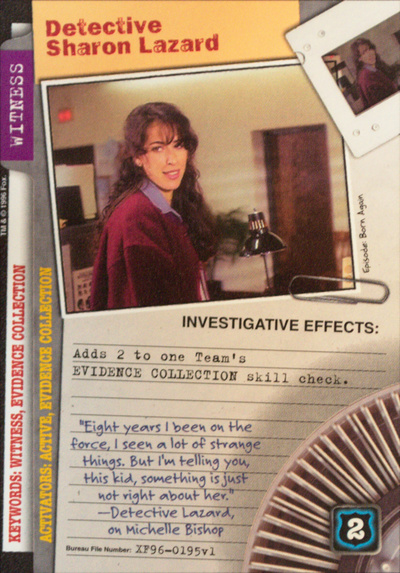 Detective
Sharon Lazard
WITNESS
TM & © 1996 Fox.
KEYWORDS: WITNESS, EVIDENCE COLLECTION
ACTIVATORS: ACTIVE, EVIDENCE COLLECTION
Episode: Born Again
INVESTIGATIVE EFFECTS:
Adds 2 to one Team's
EVIDENCE COLLECTION skill check.
"Eight years I been on the
force, I seen a lot of strange
things. But I'm telling you,
this kid, something is just
not right about her."
—Detective Lazard,
on Michelle Bishop
2
Bureau File Number: XF96-0195v1